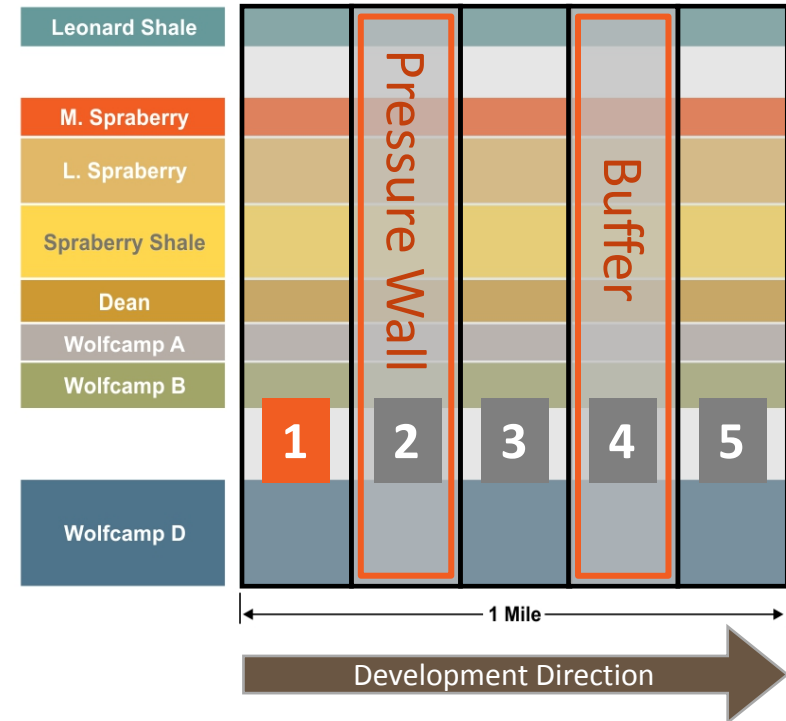 Leonard Shale
M. Spraberry
L. Spraberry
Spraberry Shale
Dean
Wolfcamp A
Wolfcamp B
Wolfcamp D
Pressure Wall
Buffer
1
2
3
4
5
1 Mile
Development Direction